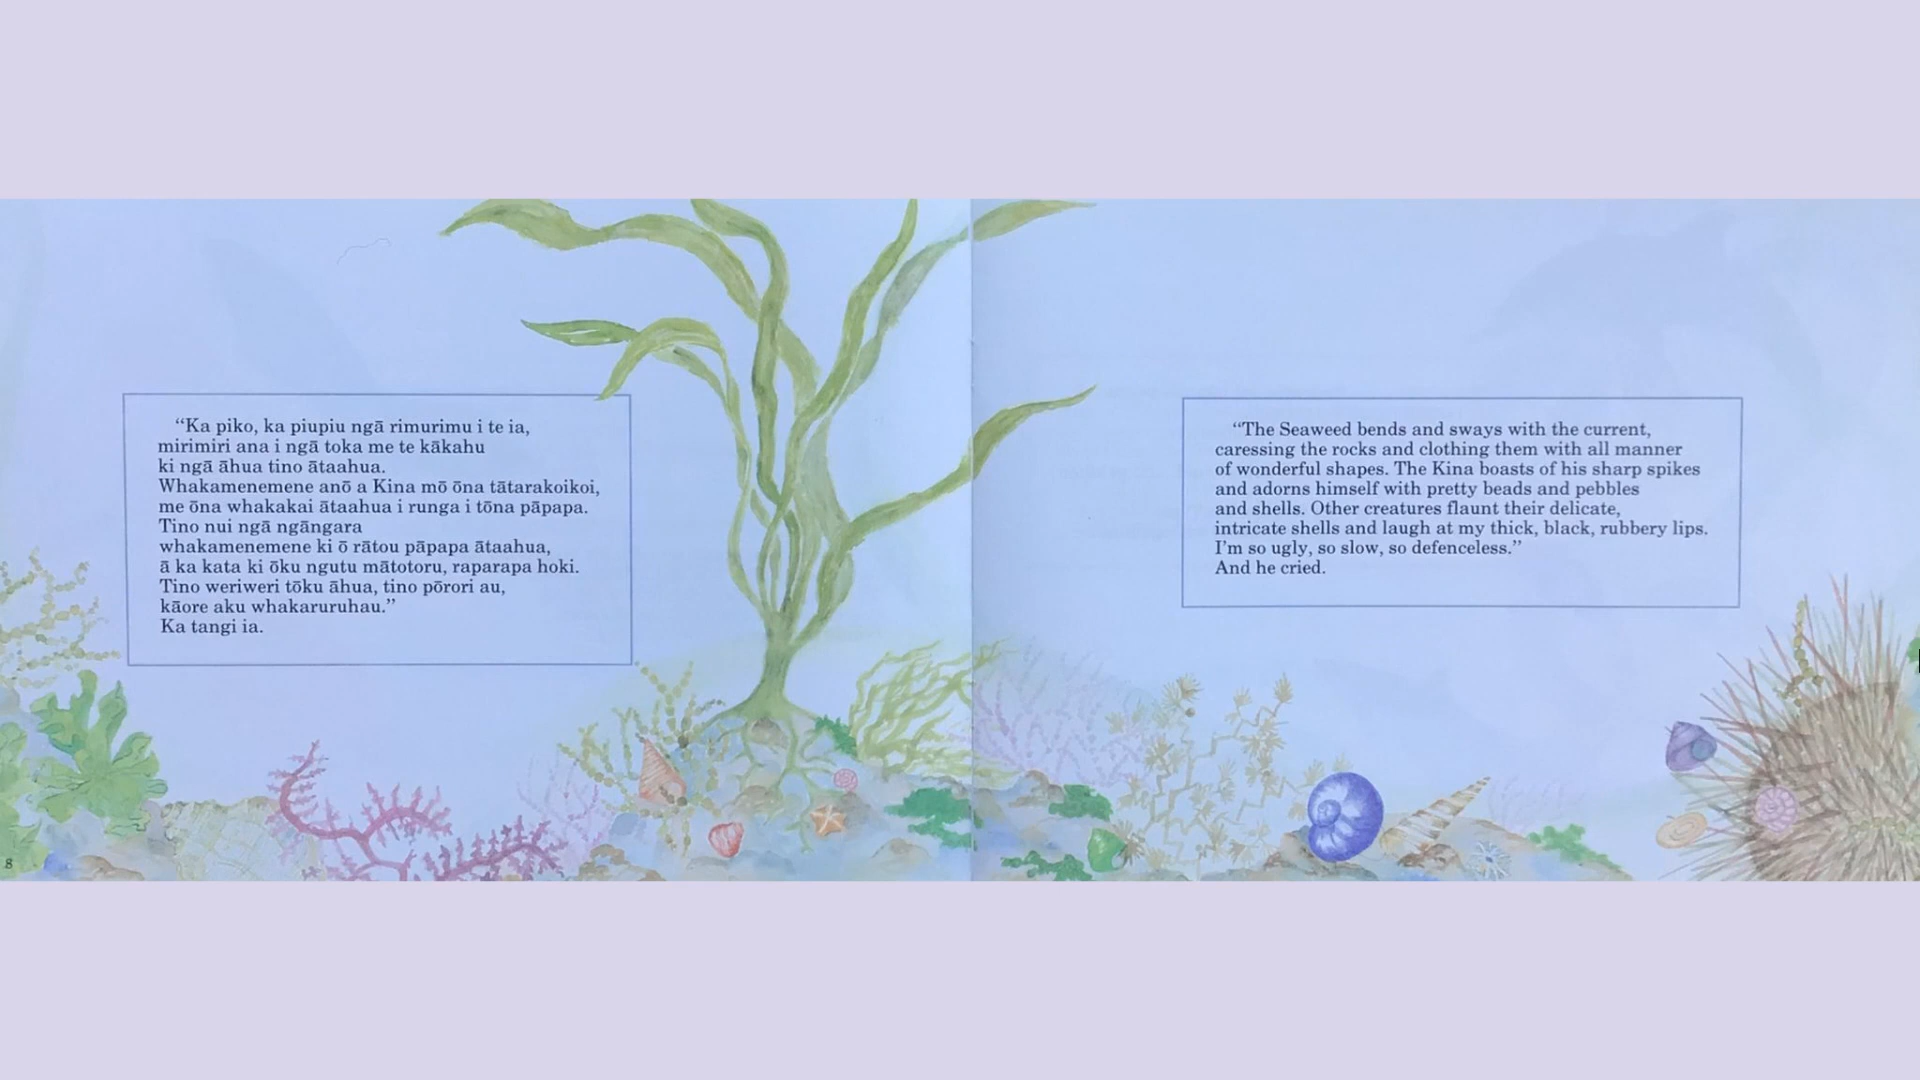 “Ka piko, ka piupiu ngā rimurimu i te ia,
mirimiri ana i ngā toka me te kākahu
ki ngā āhua tino ātaahua.
Whakamenemene anō a Kina mō ōna tātarakoikoi,
me ōna whakakai ātaahua i runga i tōna pāpapa.
Tino nui ngā ngāngara
whakamenemene ki ō rātou pāpapa ātaahua,
ā ka kata ki ōku ngutu mātotoru, raparapa hoki.
Tino weriweri tōku āhua, tino pōrori au,
kāore aku whakaruruhau.”
Ka tangi ia.
8
“The Seaweed bends and sways with the current,
caressing the rocks and clothing them with all manner
of wonderful shapes. The Kina boasts of his sharp spikes
and adorns himself with pretty beads and pebbles
and shells. Other creatures flaunt their delicate,
intricate shells and laugh at my thick, black, rubbery lips.
I’m so ugly, so slow, so defenceless.”
And he cried.